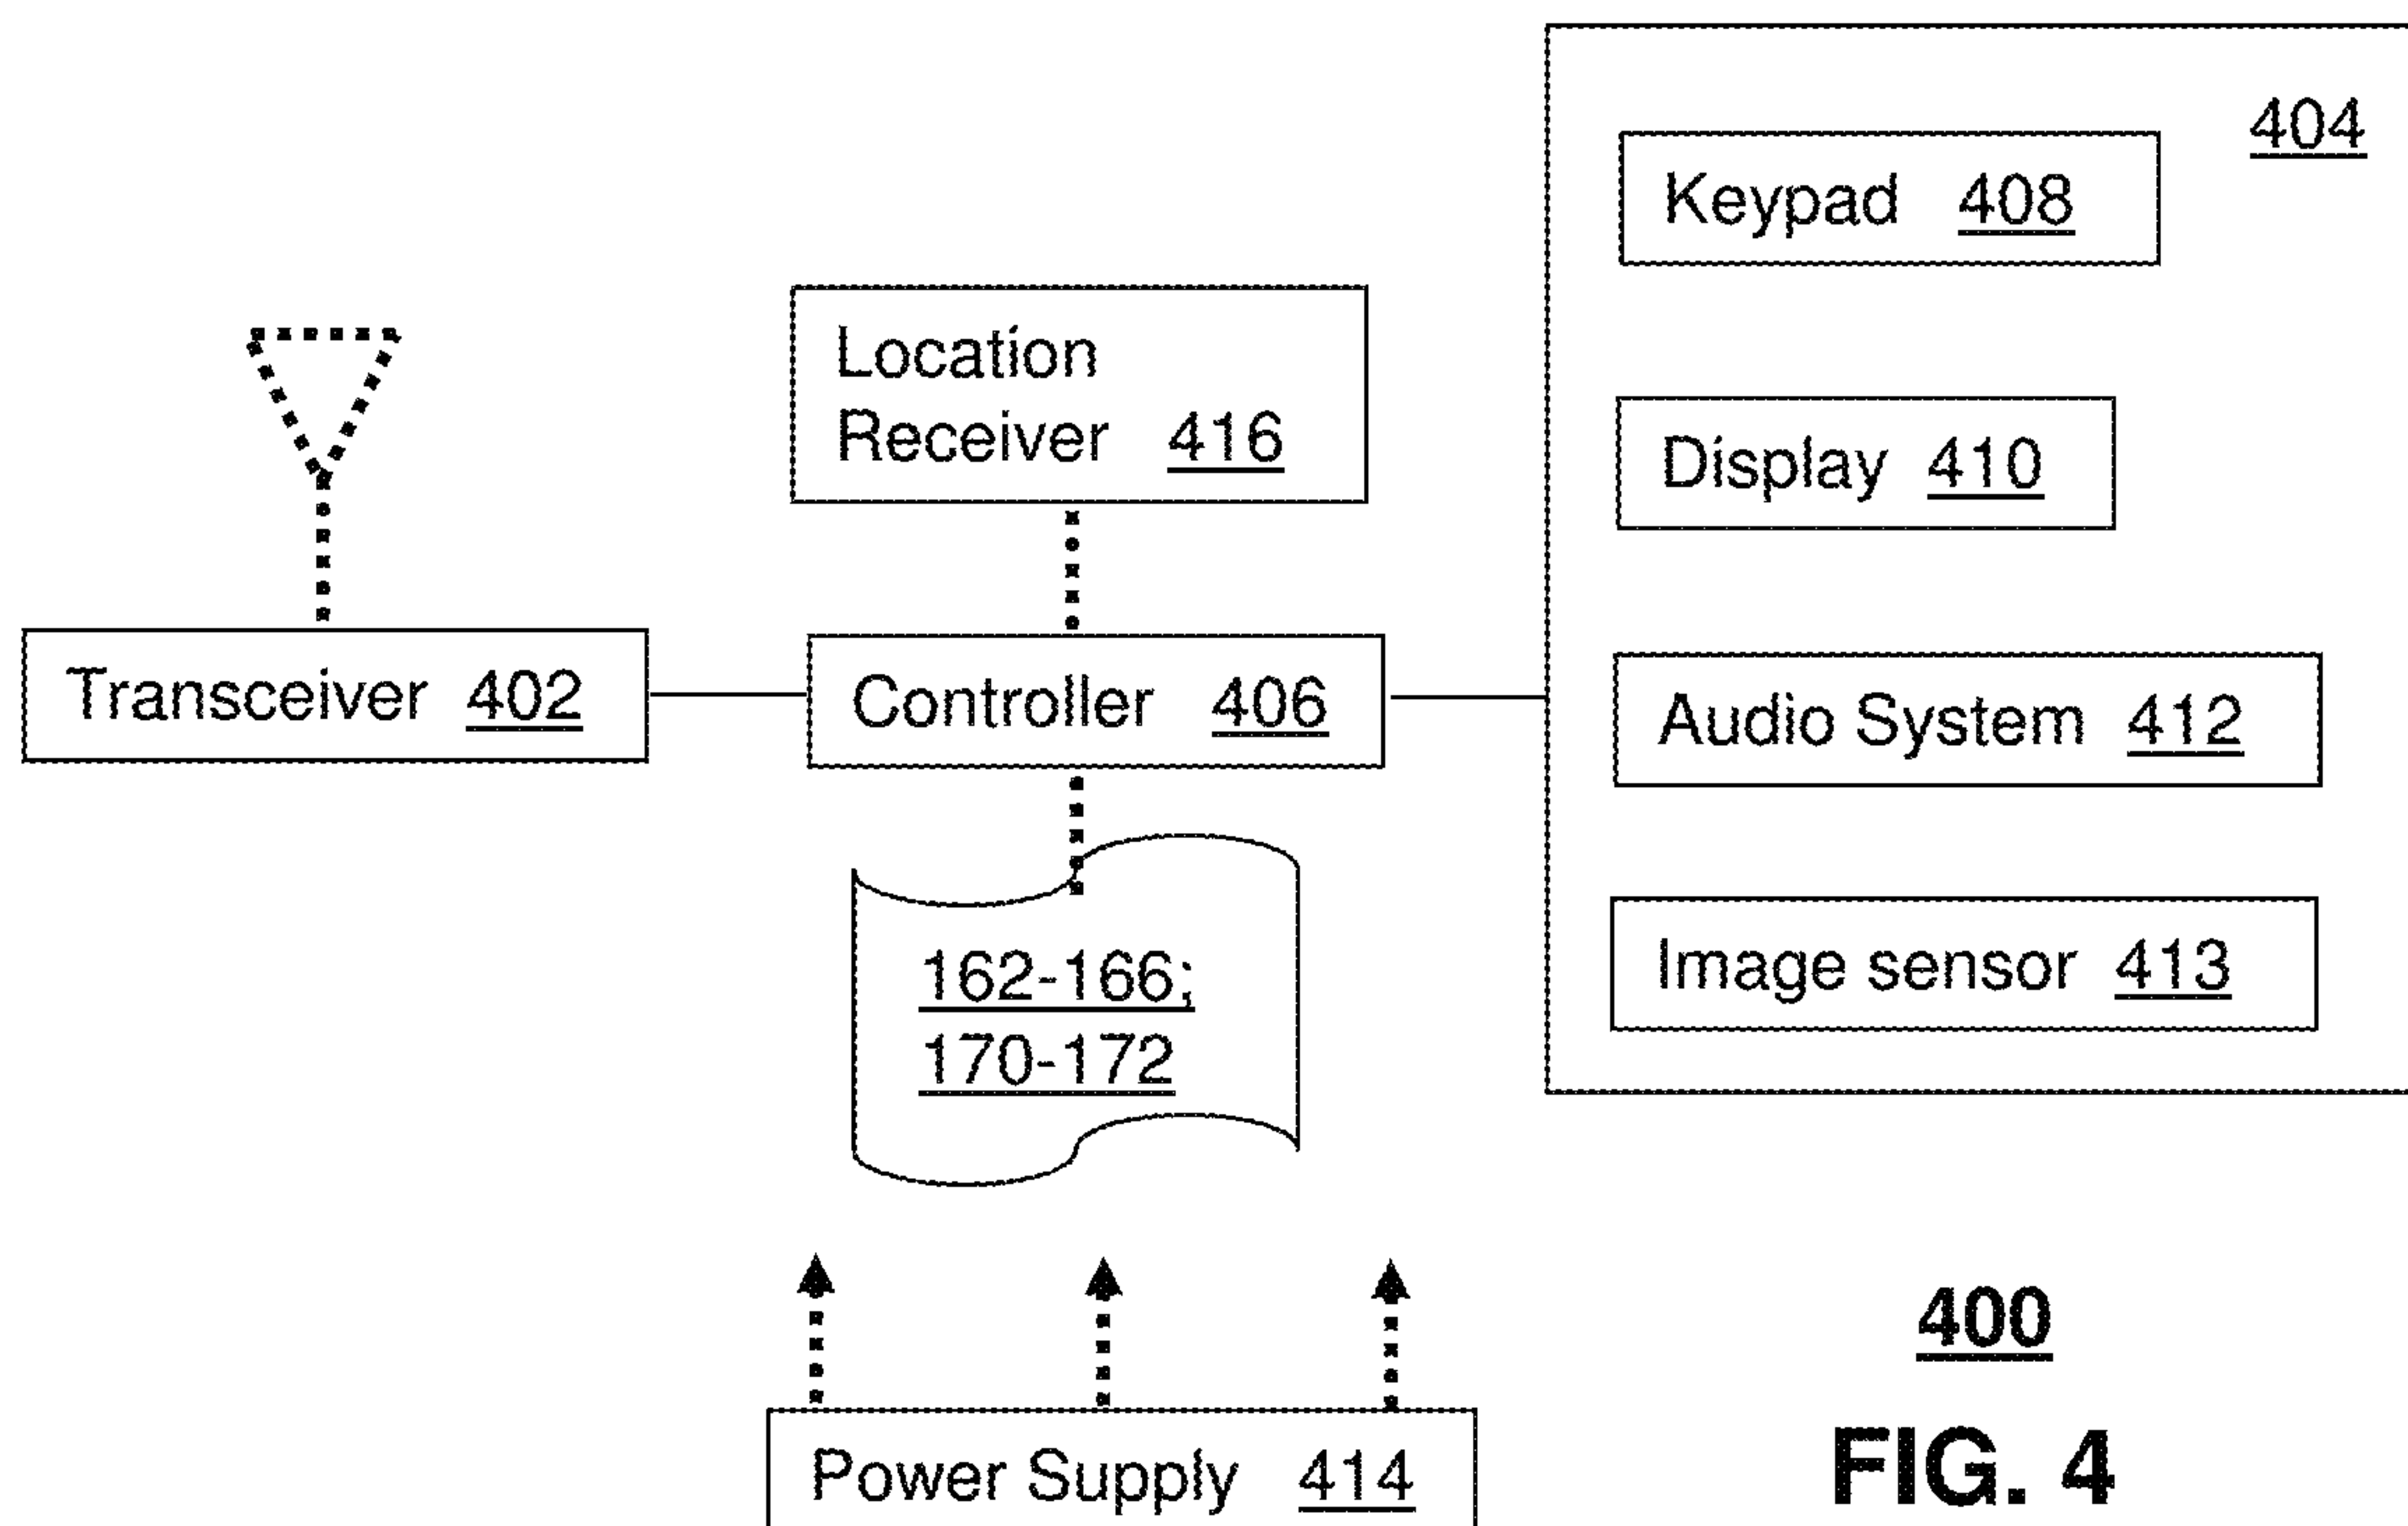 404
Keypad 408
Location
Receiver 416
Display 410
Transceiver 402
Controller 406
Audio System 412
162-166;
170-172
Image sensor 413
400
Power Supply 414
FIG. 4